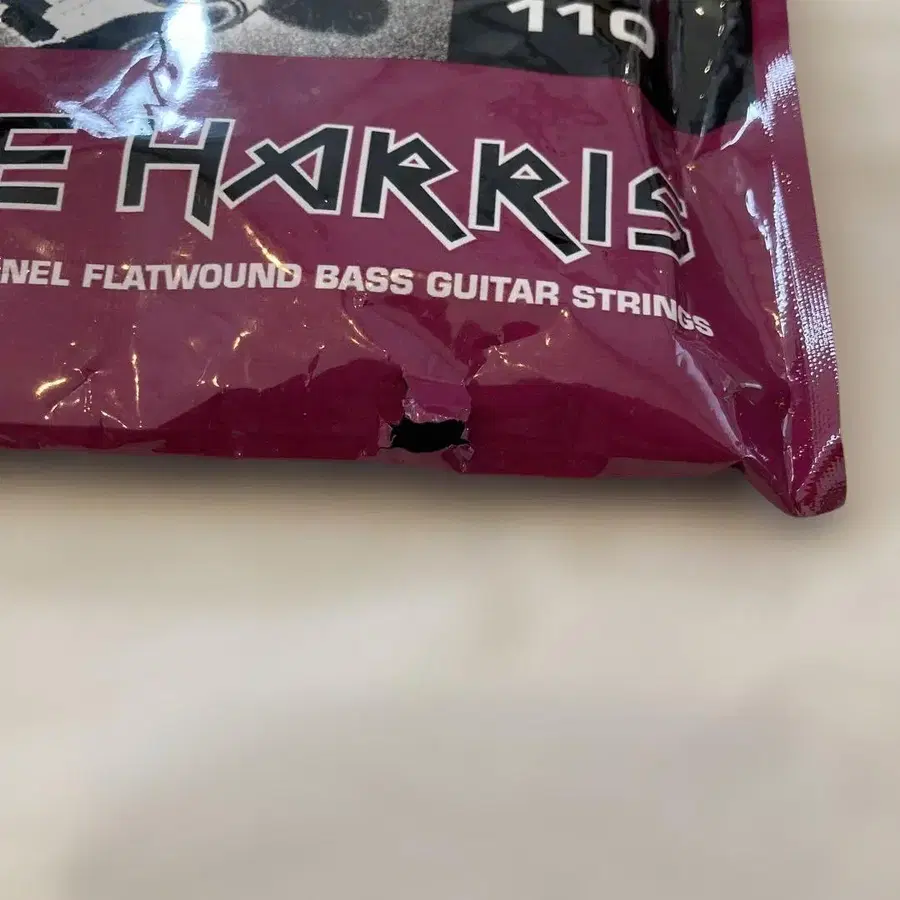 110
E HARRIS
NEL FLATWOUND BASS GUITAR STRINGS